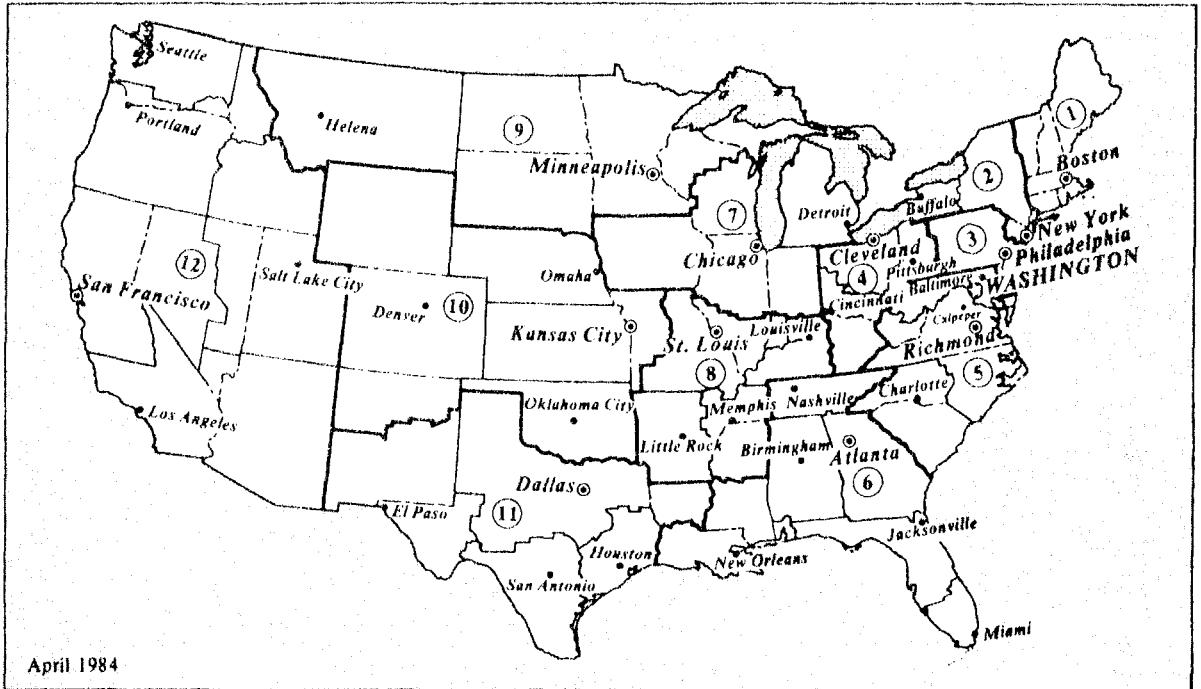 Seattle
Portland
Helena
9
Minneapolis
1
Boston
2
Buffalo
7
Detroit
New York
3
Philadelphia
Cleveland
Chicago
4
Pittsburgh
WASHINGTON
Baltimore
Cincinnati
12
Salt Lake City
Omaha
San Francisco
Denver
10
Kansas City
St. Louis
Louisville
Culpeper
Richmond
8
5
Charlotte
Los Angeles
Oklahoma City
Memphis
Nashville
Little Rock
Birmingham
Atlanta
6
Dallas
El Paso
11
Jacksonville
Houston
New Orleans
San Antonio
Miami
April 1984